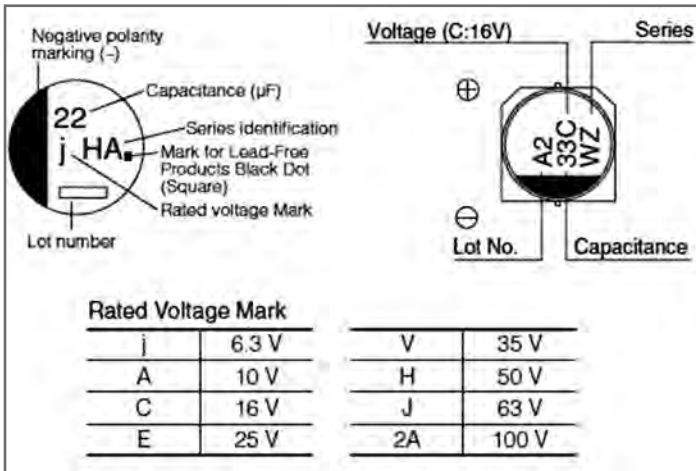 Negative polarity
marking (–)
Capacitance (µF)
22
Series identification
j HA
Mark for Lead-Free
Products Black Dot
(Square)
Rated voltage Mark
Lot number
Voltage (C:16V)
Series
⊕
A2
33C
WZ
⊖
Lot No.
Capacitance
Rated Voltage Mark
j 6.3 V V 35 V
A 10 V H 50 V
C 16 V J 63 V
E 25 V 2A 100 V